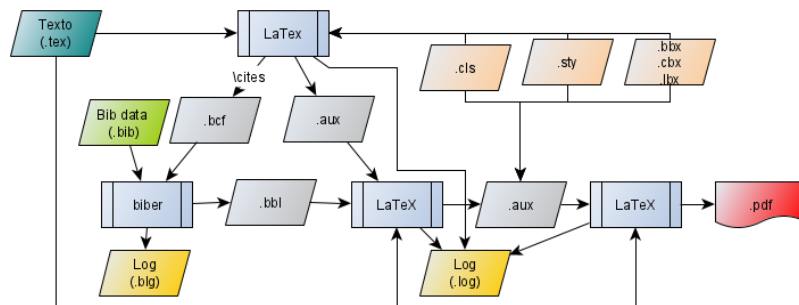 Texto
(.tex)
LaTex
.cls
.sty
.bbx
.cbx
.lbx
\cites
Bib data
(.bib)
.bcf
.aux
biber
.bbl
LaTeX
.aux
LaTeX
.pdf
Log
(.blg)
Log
(.log)